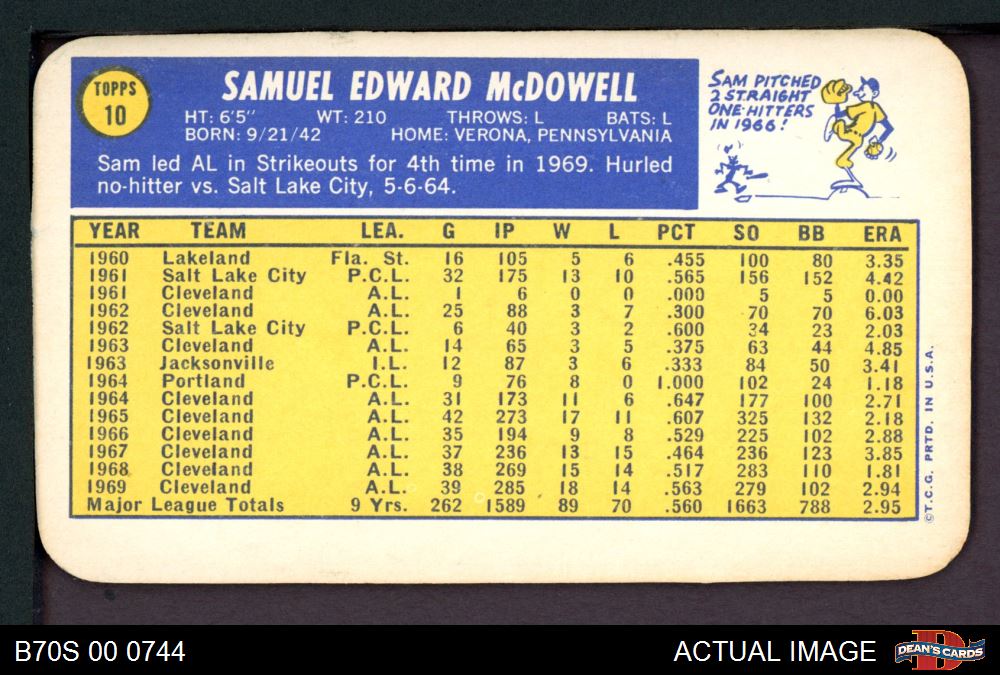 TOPPS
10
SAMUEL EDWARD McDOWELL
HT: 6'5" WT: 210 THROWS: L BATS: L
BORN: 9/21/42 HOME: VERONA, PENNSYLVANIA
Sam led AL in Strikeouts for 4th time in 1969. Hurled
no-hitter vs. Salt Lake City, 5-6-64.
SAM PITCHED
2 STRAIGHT
ONE-HITTERS
IN 1966!
YEAR TEAM LEA. G IP W L PCT SO BB ERA
1960 Lakeland Fla. St. 16 105 5 6 .455 100 80 3.35
1961 Salt Lake City P.C.L. 32 175 13 10 .565 156 152 4.42
1961 Cleveland A.L. 1 6 0 0 .000 5 5 0.00
1962 Cleveland A.L. 25 88 3 7 .300 70 70 6.03
1962 Salt Lake City P.C.L. 6 40 3 2 .600 34 23 2.03
1963 Cleveland A.L. 14 65 3 5 .375 63 44 4.85
1963 Jacksonville I.L. 12 87 3 6 .333 84 50 3.41
1964 Portland P.C.L. 9 76 8 0 1.000 102 24 1.18
1964 Cleveland A.L. 31 173 11 6 .647 177 100 2.71
1965 Cleveland A.L. 42 273 17 11 .607 325 132 2.18
1966 Cleveland A.L. 35 194 9 8 .529 225 102 2.88
1967 Cleveland A.L. 37 236 13 15 .464 236 123 3.85
1968 Cleveland A.L. 38 269 15 14 .517 283 110 1.81
1969 Cleveland A.L. 39 285 18 14 .563 279 102 2.94
Major League Totals 9 Yrs. 262 1589 89 70 .560 1663 788 2.95
©T.C.G. PRTD. IN U.S.A.
B70S 00 0744 ACTUAL IMAGE
DEAN'S CARDS